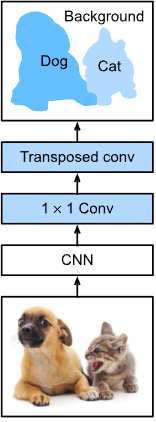 Background
Dog
Cat
Transposed conv
1 × 1 Conv
CNN